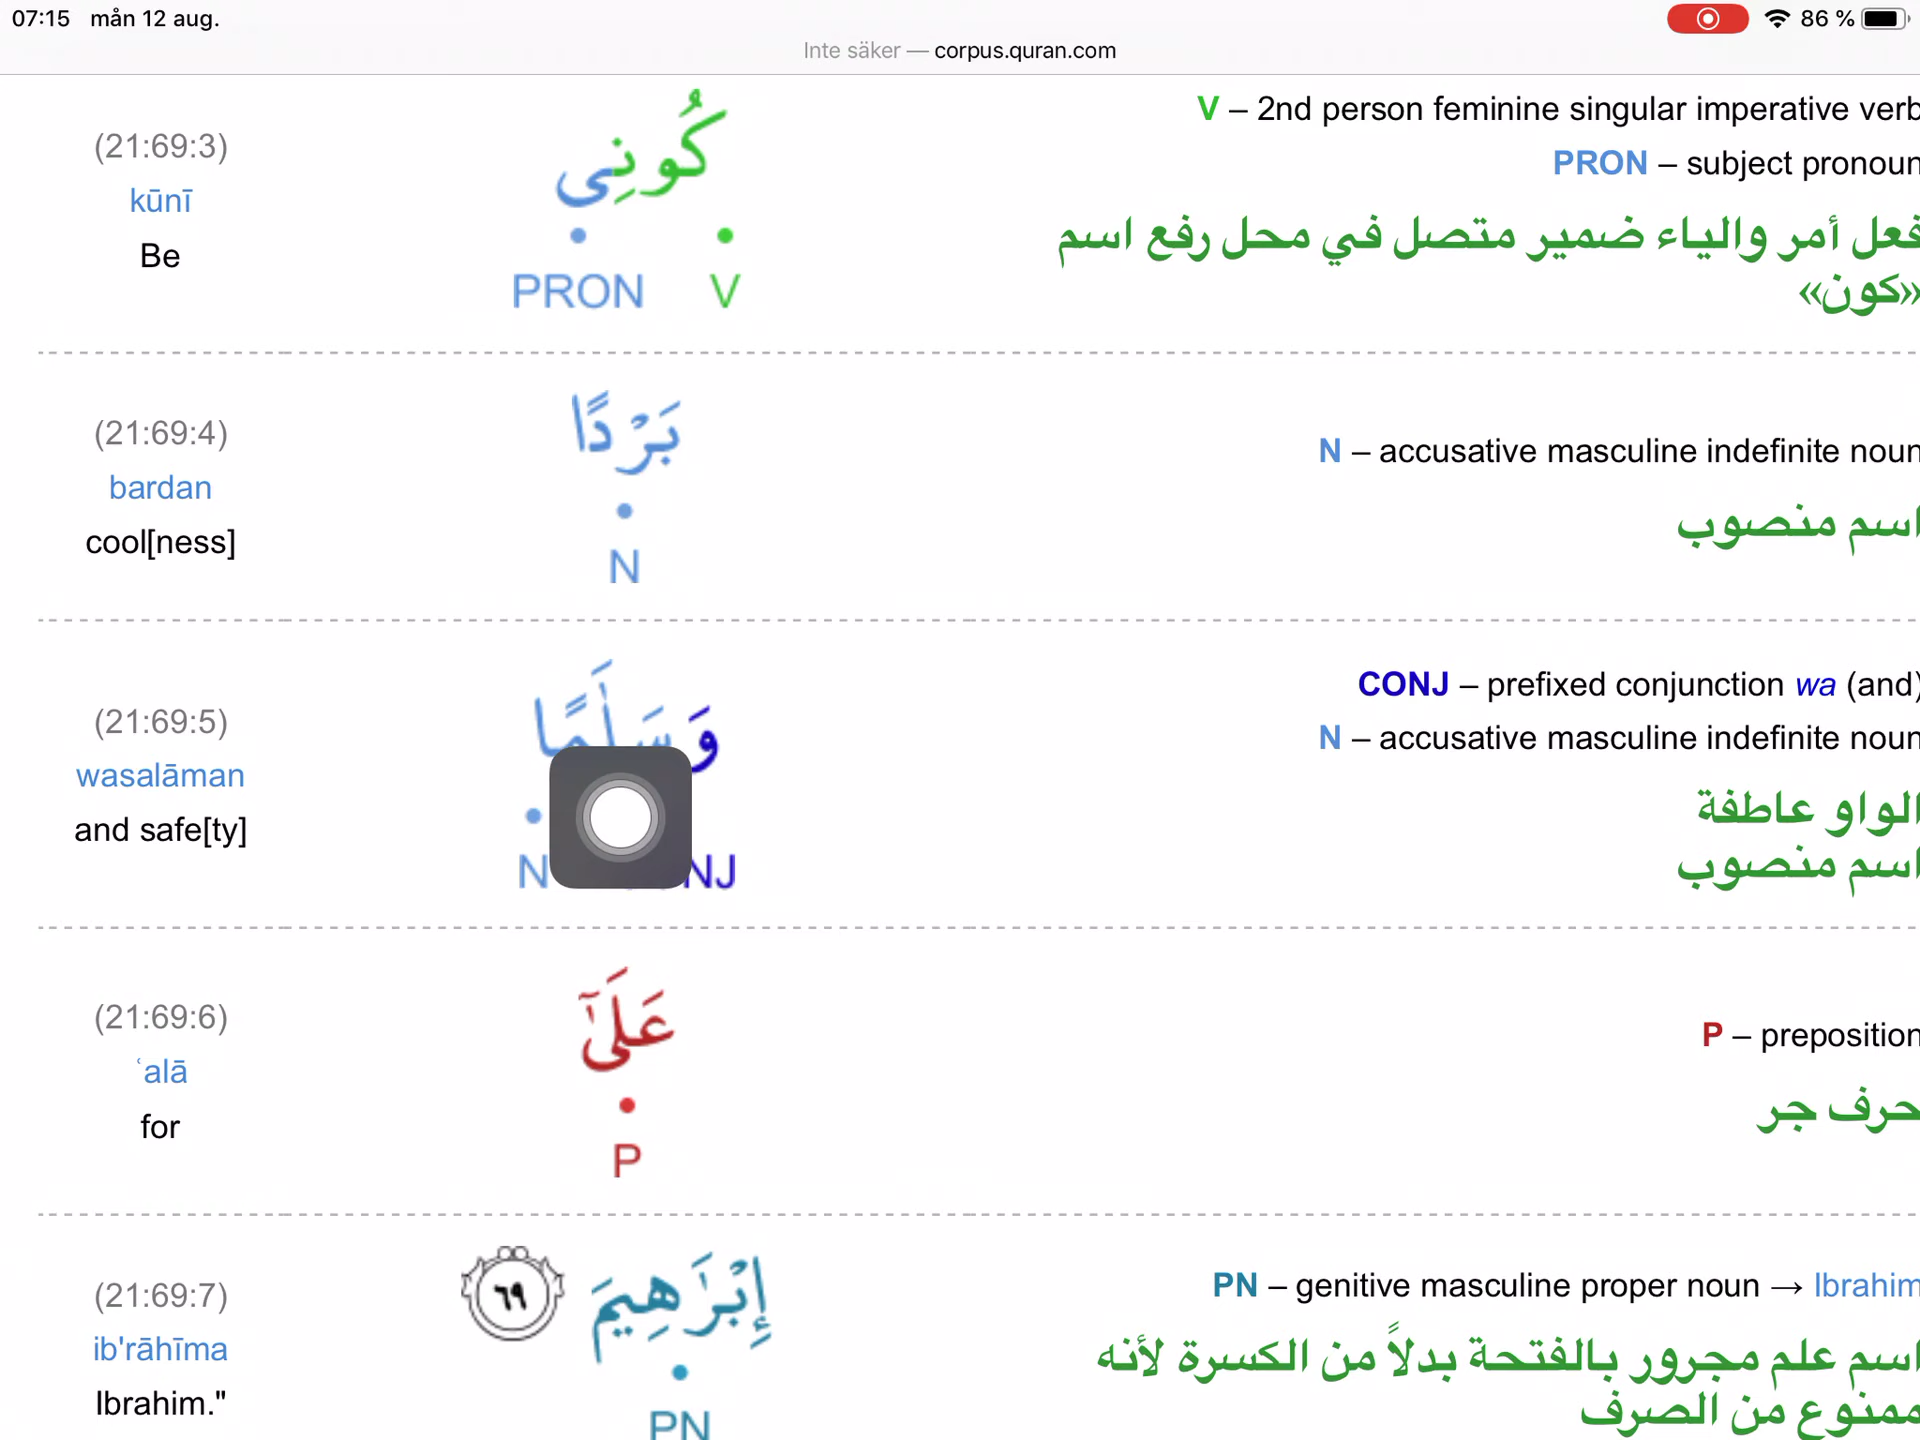 07:15 mån 12 aug. 86 %
Inte säker — corpus.quran.com
(21:69:3)
kūnī
Be
كُونِي
PRON V
V – 2nd person feminine singular imperative verb
PRON – subject pronoun
فعل أمر والياء ضمير متصل في محل رفع اسم
«كون»
(21:69:4)
bardan
cool[ness]
بَرْدًا
N
N – accusative masculine indefinite noun
اسم منصوب
(21:69:5)
wasalāman
and safe[ty]
وَسَلَٰمًا
N NJ
CONJ – prefixed conjunction wa (and)
N – accusative masculine indefinite noun
الواو عاطفة
اسم منصوب
(21:69:6)
ʿalā
for
عَلَىٰٓ
P
P – preposition
حرف جر
(21:69:7)
ib'rāhīma
Ibrahim."
إِبْرَٰهِيمَ ٦٩
PN
PN – genitive masculine proper noun → Ibrahim
اسم علم مجرور بالفتحة بدلاً من الكسرة لأنه
ممنوع من الصرف